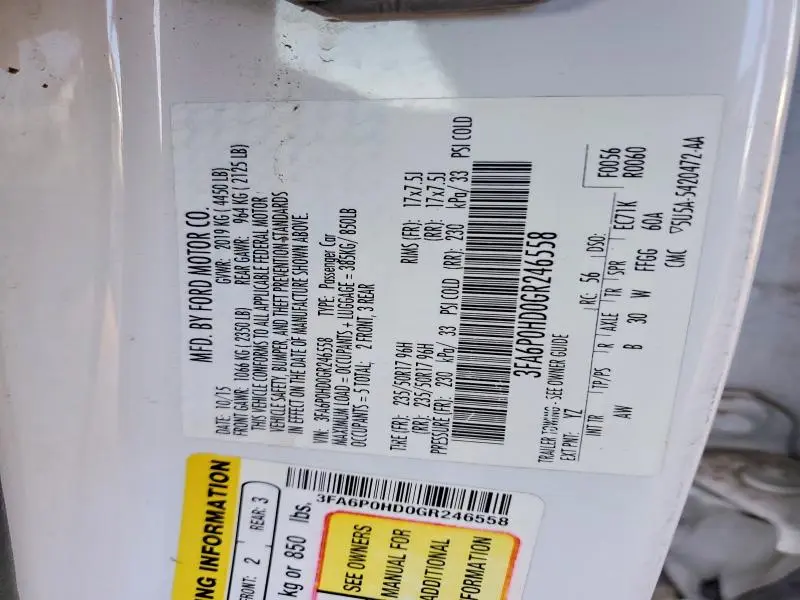 MFD. BY FORD MOTOR CO.
DATE: 10/15 GVWR: 2019 KG ( 4450 LB)
FRONT GAWR: 1066 KG ( 2350LB) REAR GAWR: 964 KG ( 2125 LB)
THIS VEHICLE CONFORMS TO ALL APPLICABLE FEDERAL MOTOR
VEHICLE SAFETY, BUMPER, AND THEFT PREVENTION STANDARDS
IN EFFECT ON THE DATE OF MANUFACTURE SHOWN ABOVE.
VIN: 3FA6P0HD0GR246558 TYPE: Passenger Car
MAXIMUM LOAD = OCCUPANTS + LUGGAGE = 385KG/ 850LB
OCCUPANTS = 5 TOTAL: 2 FRONT, 3 REAR
TIRE (FR): 235/50R17 96H RIMS (FR): 17x7.5J
(RR): 235/50R17 96H (RR): 17x7.5J
PRESSURE (FR): 230 kPa/ 33 PSI COLD (RR): 230 kPa/ 33 PSI COLD
3FA6P0HD0GR246558
TRAILER TOWING - SEE OWNER GUIDE
EXT PNT: YZ RC: 56 DSO: F0056
R0060
INT TR TP/PS R AXLE TR SPR EC71K
AW B 30 W FFGG 60A
CMC 5U5A-5420472-AA
NG INFORMATION
FRONT: 2 REAR: 3
kg or 850 lbs.
3FA6P0HD0GR246558
SEE OWNERS
MANUAL FOR
ADDITIONAL
FORMATION